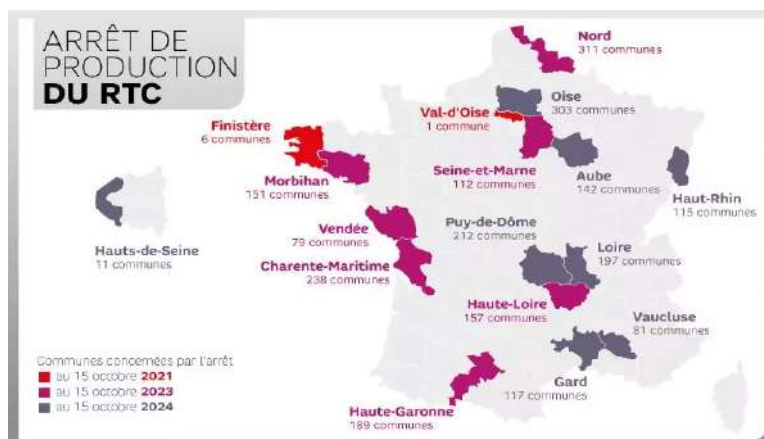 ARRÊT DE
PRODUCTION
DU RTC
Nord
311 communes
Oise
303 communes
Val-d'Oise
1 commune
Finistère
6 communes
Morbihan
151 communes
Seine-et-Marne
112 communes
Aube
142 communes
Haut-Rhin
115 communes
Hauts-de-Seine
11 communes
Vendée
79 communes
Puy-de-Dôme
212 communes
Loire
197 communes
Charente-Maritime
238 communes
Haute-Loire
157 communes
Vaucluse
81 communes
Gard
117 communes
Haute-Garonne
189 communes
Communes concernées par l'arrêt
au 15 octobre 2021
au 15 octobre 2023
au 15 octobre 2024